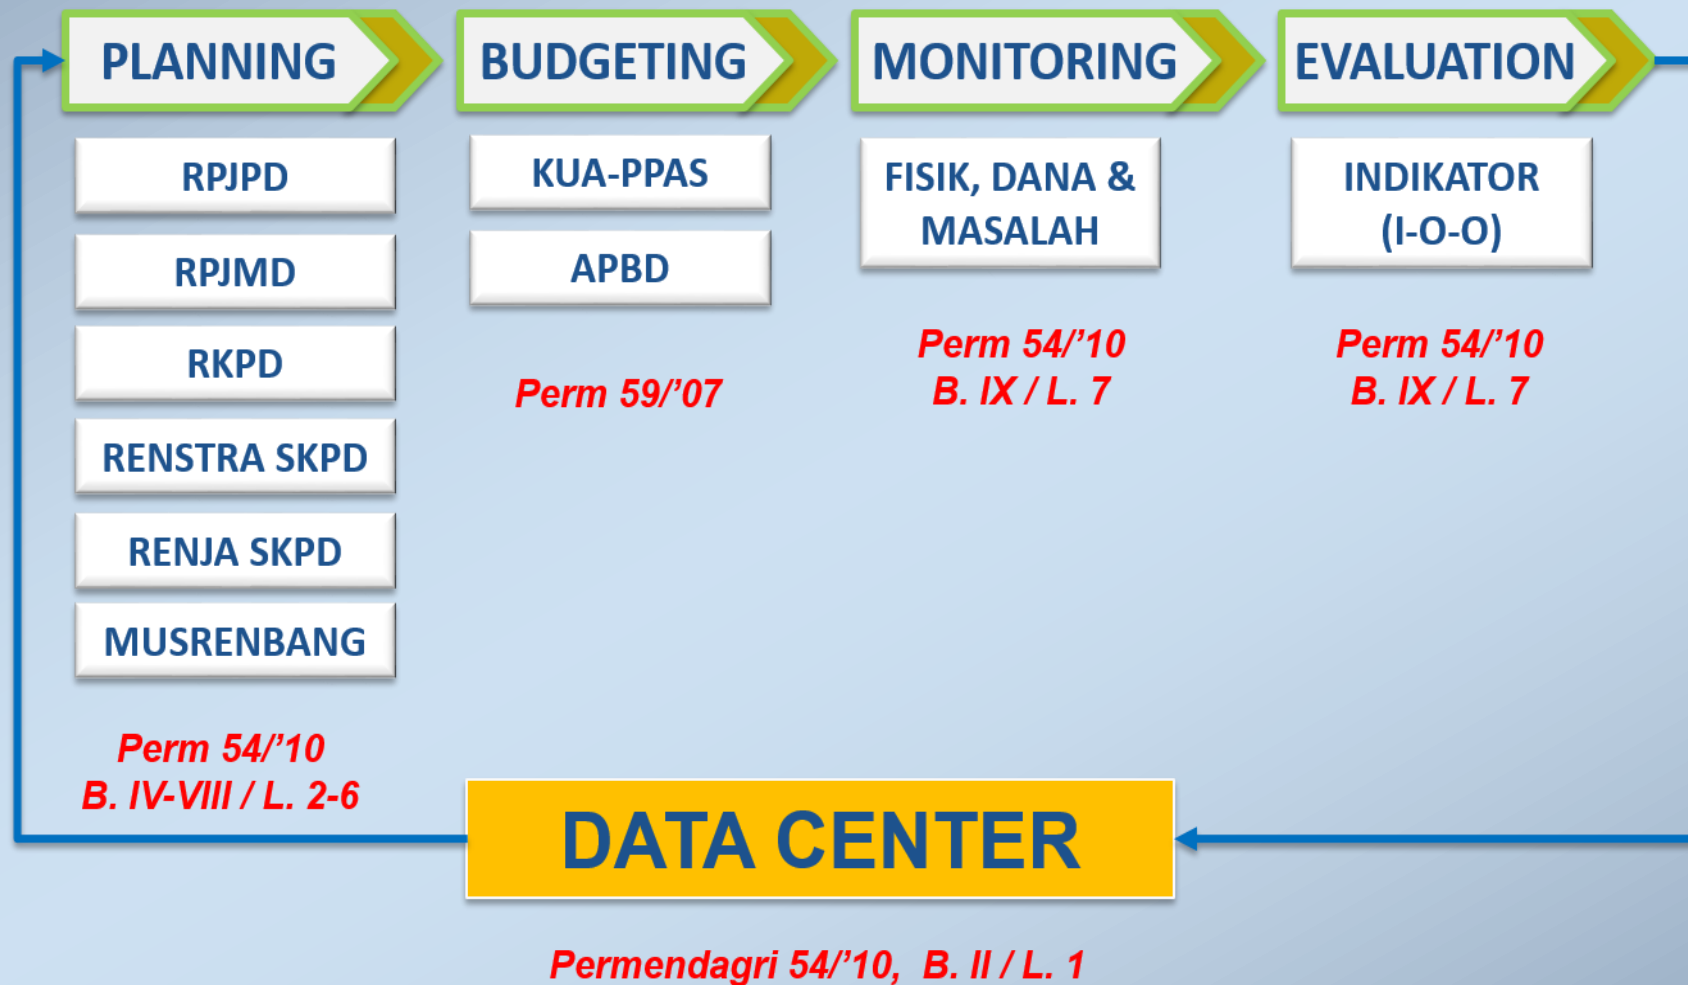 PLANNING
BUDGETING
MONITORING
EVALUATION
RPJPD
RPJMD
RKPD
RENSTRA SKPD
RENJA SKPD
MUSRENBANG
Perm 54/’10
B. IV-VIII / L. 2-6
KUA-PPAS
APBD
Perm 59/’07
FISIK, DANA &
MASALAH
Perm 54/’10
B. IX / L. 7
INDIKATOR
(I-O-O)
Perm 54/’10
B. IX / L. 7
DATA CENTER
Permendagri 54/’10, B. II / L. 1